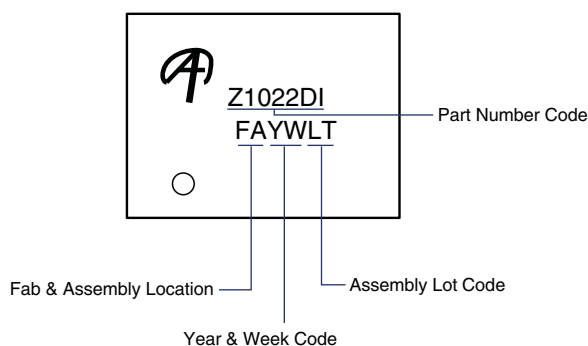 Z1022DI
Part Number Code
FAYWLT
Fab & Assembly Location
Assembly Lot Code
Year & Week Code